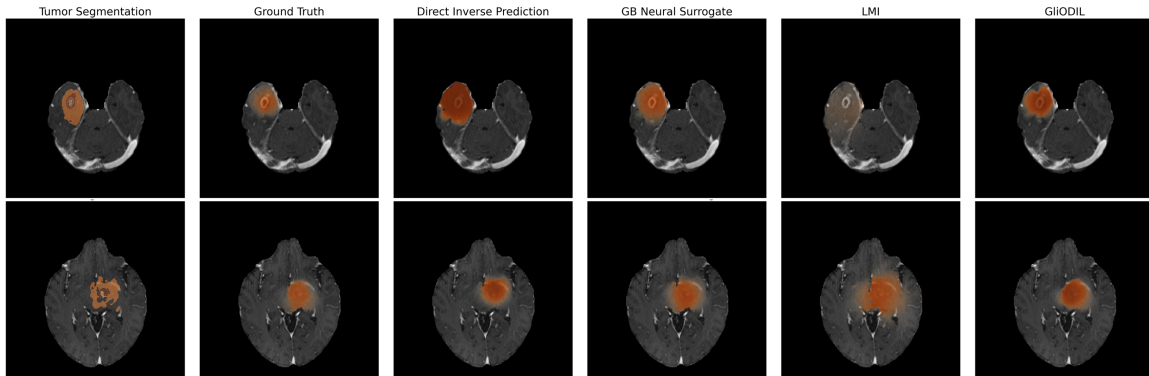 Tumor Segmentation
Ground Truth
Direct Inverse Prediction
GB Neural Surrogate
LMI
GliODIL